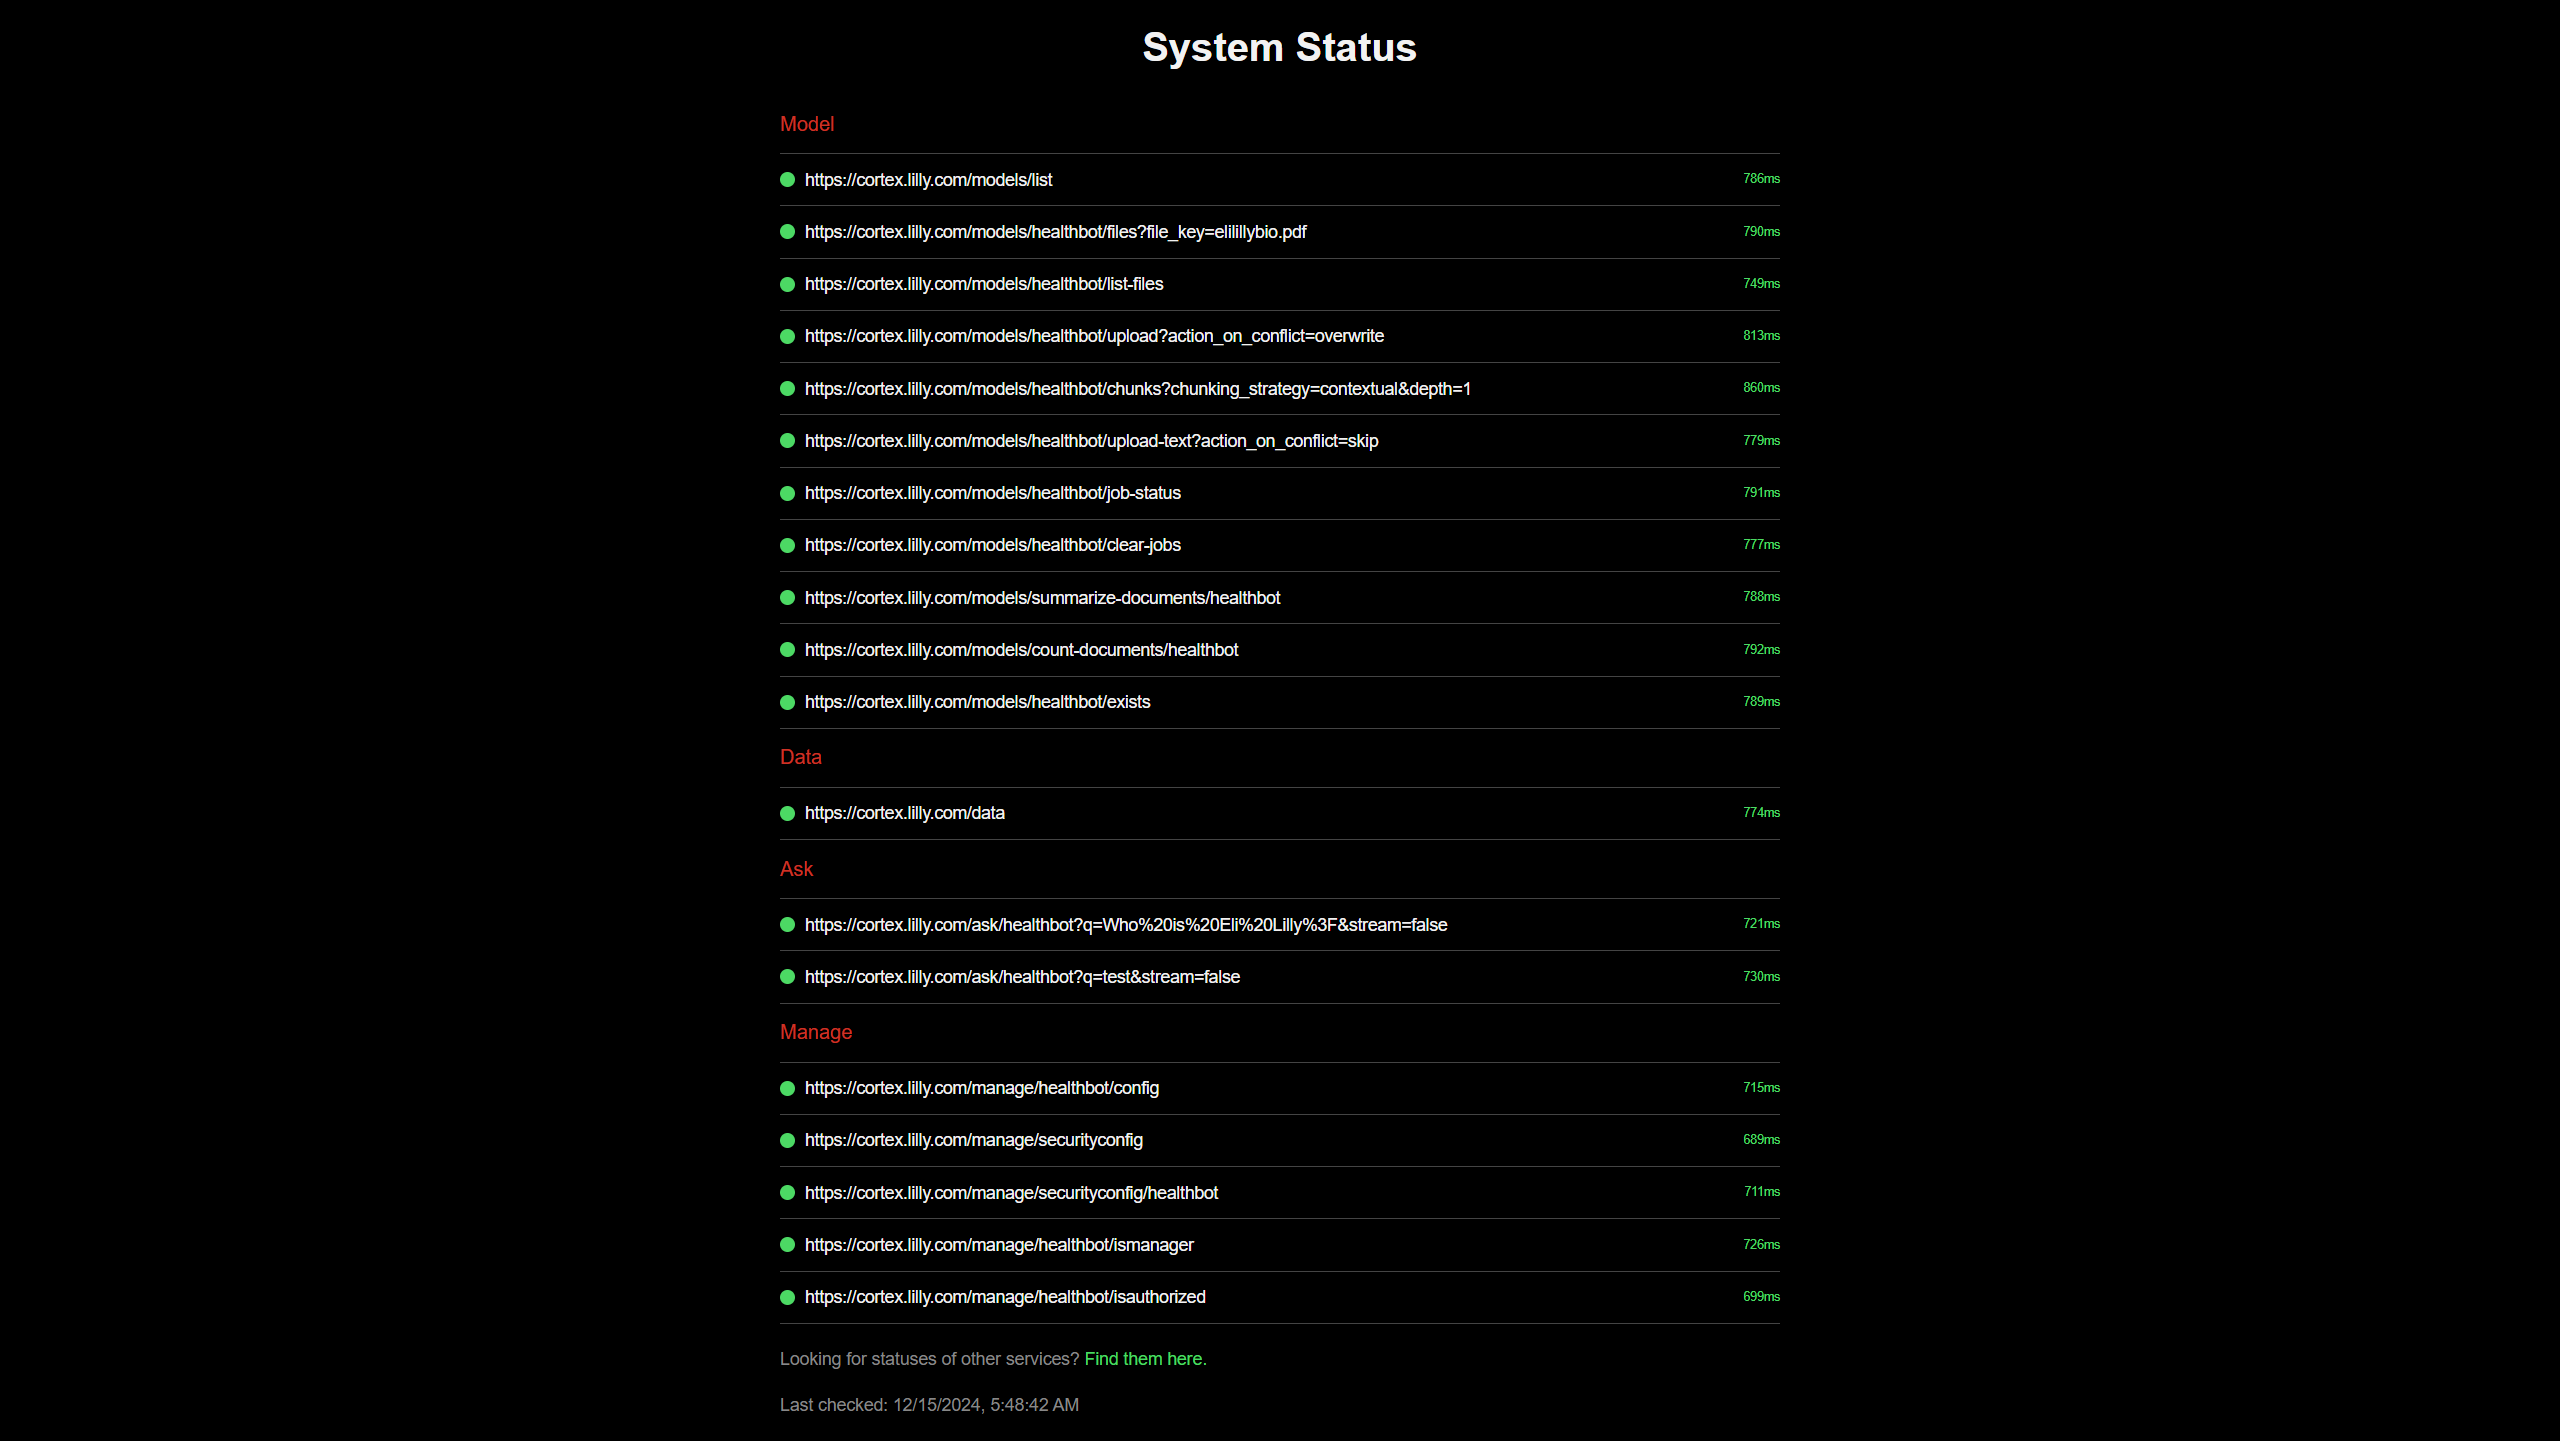 System Status
Model
https://cortex.lilly.com/models/list 786ms
https://cortex.lilly.com/models/healthbot/files?file_key=elilillybio.pdf 790ms
https://cortex.lilly.com/models/healthbot/list-files 749ms
https://cortex.lilly.com/models/healthbot/upload?action_on_conflict=overwrite 813ms
https://cortex.lilly.com/models/healthbot/chunks?chunking_strategy=contextual&depth=1 860ms
https://cortex.lilly.com/models/healthbot/upload-text?action_on_conflict=skip 779ms
https://cortex.lilly.com/models/healthbot/job-status 791ms
https://cortex.lilly.com/models/healthbot/clear-jobs 777ms
https://cortex.lilly.com/models/summarize-documents/healthbot 788ms
https://cortex.lilly.com/models/count-documents/healthbot 792ms
https://cortex.lilly.com/models/healthbot/exists 789ms
Data
https://cortex.lilly.com/data 774ms
Ask
https://cortex.lilly.com/ask/healthbot?q=Who%20is%20Eli%20Lilly%3F&stream=false 721ms
https://cortex.lilly.com/ask/healthbot?q=test&stream=false 730ms
Manage
https://cortex.lilly.com/manage/healthbot/config 715ms
https://cortex.lilly.com/manage/securityconfig 689ms
https://cortex.lilly.com/manage/securityconfig/healthbot 711ms
https://cortex.lilly.com/manage/healthbot/ismanager 726ms
https://cortex.lilly.com/manage/healthbot/isauthorized 699ms
Looking for statuses of other services? Find them here.
Last checked: 12/15/2024, 5:48:42 AM